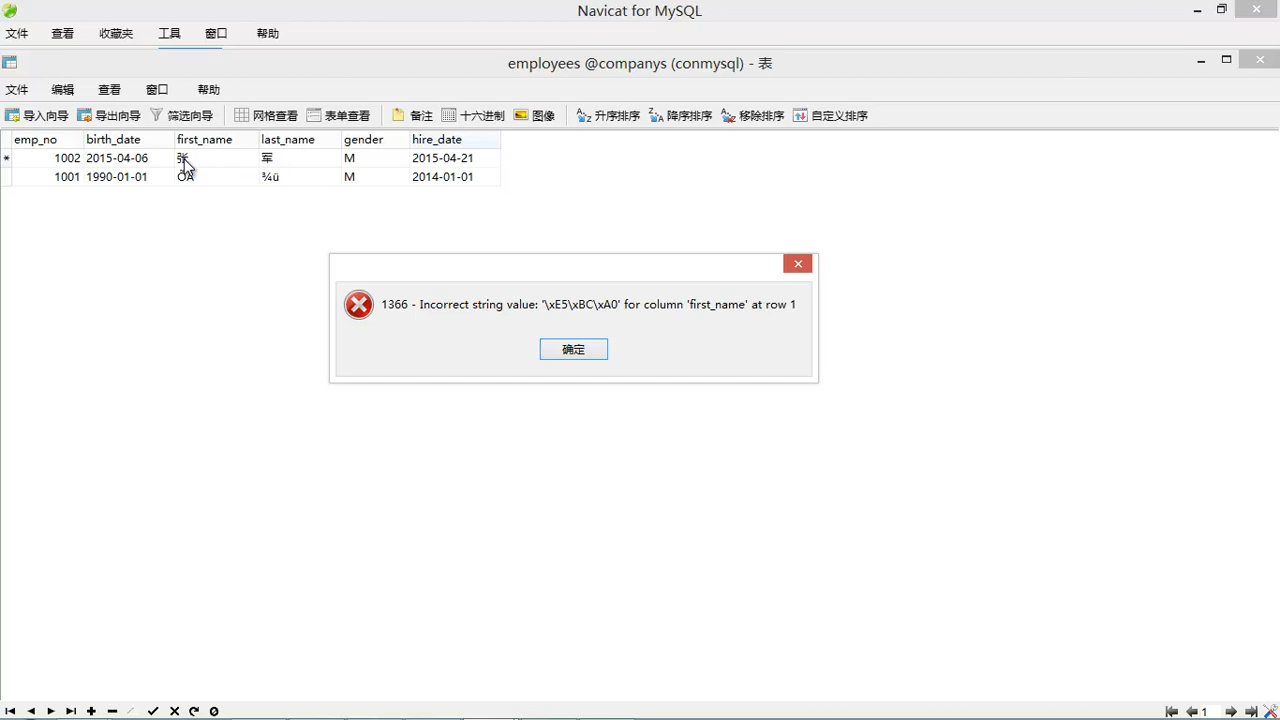 Navicat for MySQL
文件 查看 收藏夹 工具 窗口 帮助
employees @companys (conmysql) - 表
文件 编辑 查看 窗口 帮助
导入向导 导出向导 筛选向导 网格查看 表单查看 备注 十六进制 图像 升序排序 降序排序 移除排序 自定义排序
emp_no birth_date first_name last_name gender hire_date
* 1002 2015-04-06 张 军 M 2015-04-21
1001 1990-01-01 ÕÅ ¾ü M 2014-01-01
1366 - Incorrect string value: '\xE5\xBC\xA0' for column 'first_name' at row 1
确定
1